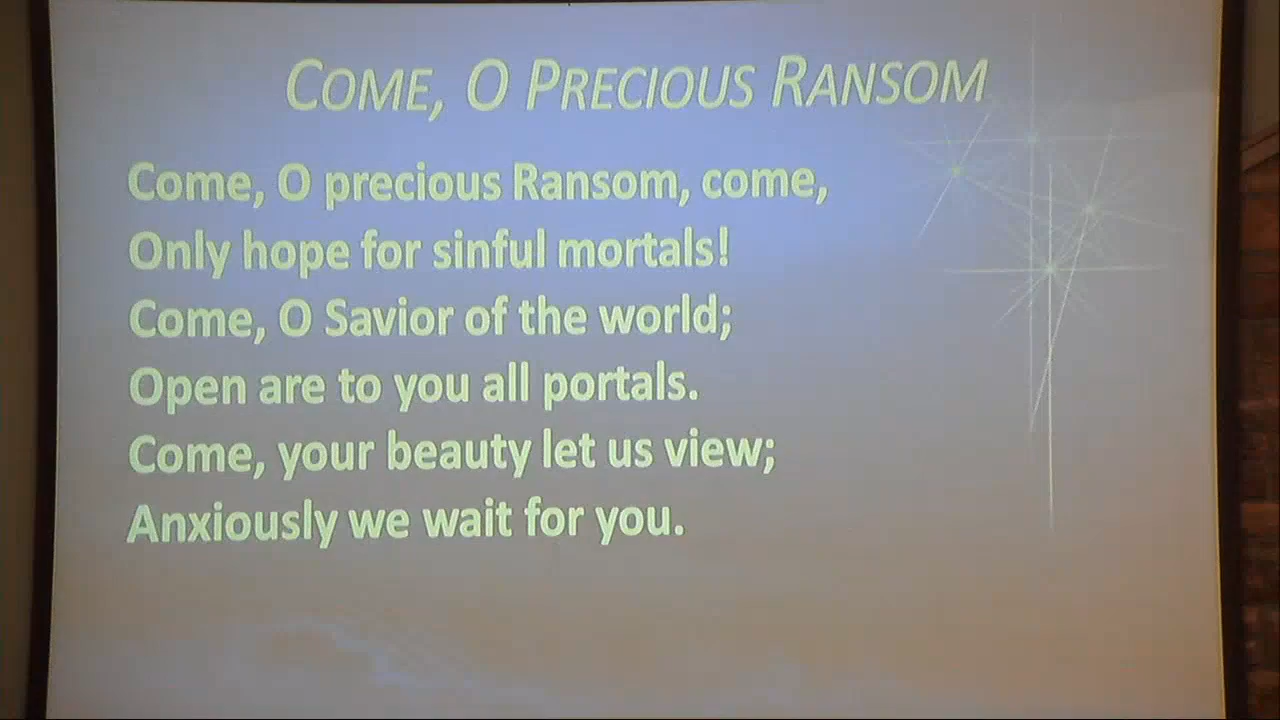 COME, O PRECIOUS RANSOM
Come, O precious Ransom, come,
Only hope for sinful mortals!
Come, O Savior of the world;
Open are to you all portals.
Come, your beauty let us view;
Anxiously we wait for you.